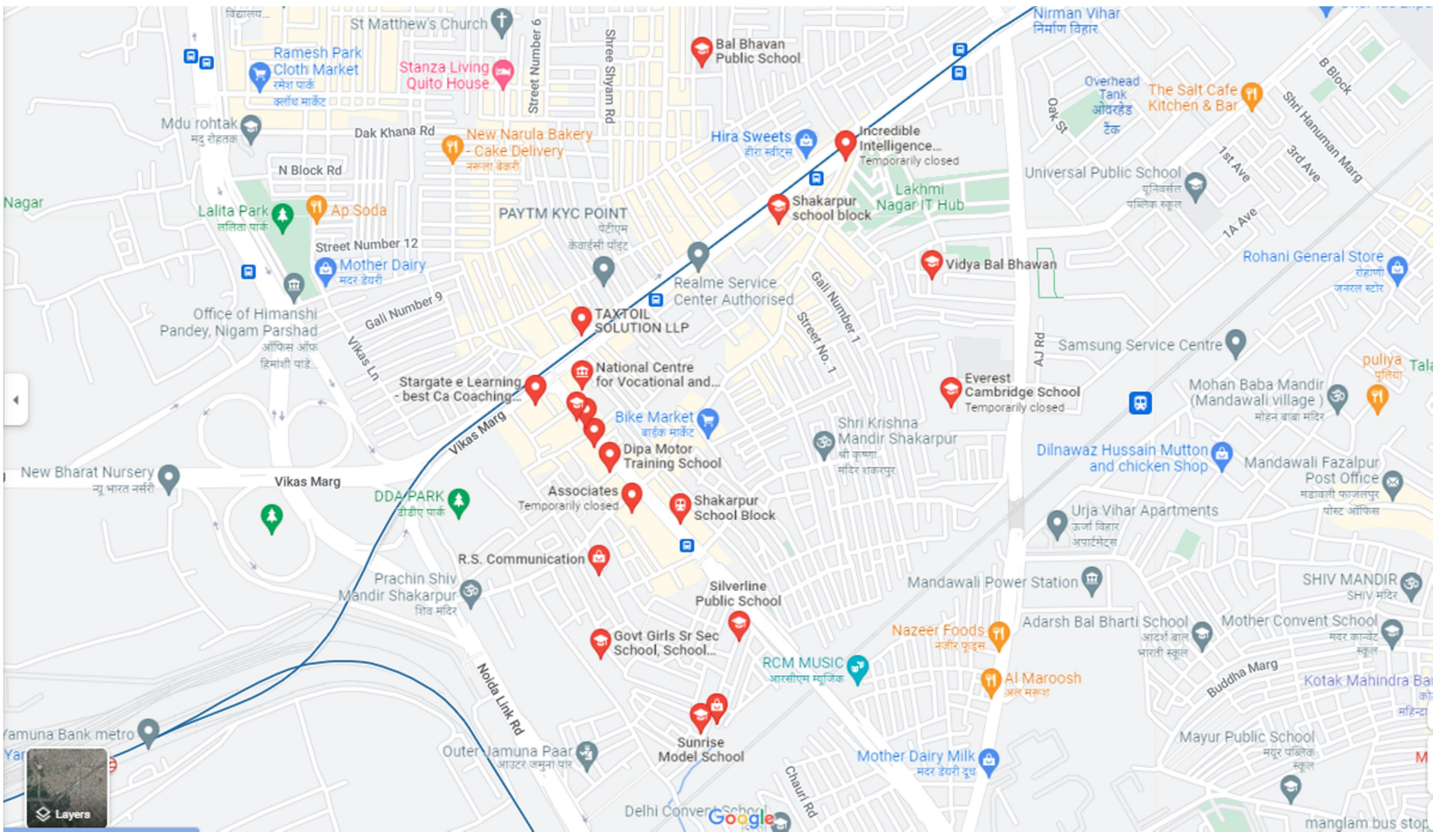 विद्यालय...
St Matthew's Church
Street Number 6
Shree Shyam Rd
Bal Bhavan
Public School
Nirman Vihar
निर्माण विहार
B Block
Ramesh Park
Cloth Market
रमेश पार्क
क्लॉथ मार्केट
Stanza Living
Quito House
Overhead
Tank
ओवरहेड
टैंक
The Salt Cafe
Kitchen & Bar
Shri Hanuman Marg
Oak St
Mdu rohtak
मदु रोहतक
Dak Khana Rd
New Narula Bakery
- Cake Delivery
नरूला बेकरी
Hira Sweets
हीरा स्वीट्स
Incredible
Intelligence...
Temporarily closed
1st Ave
3rd Ave
N Block Rd
Universal Public School
यूनिवर्सल
पब्लिक स्कूल
Nagar
Lalita Park
ललिता पार्क
Ap Soda
PAYTM KYC POINT
पेटीएम
केवाईसी पॉइंट
Shakarpur
school block
Lakhmi
Nagar IT Hub
1A Ave
Street Number 12
Mother Dairy
मदर डेयरी
Realme Service
Center Authorised
Vidya Bal Bhawan
Rohani General Store
रोहाणी
जनरल स्टोर
Gali Number 9
Gali Number 1
Street No. 1
Office of Himanshi
Pandey, Nigam Parshad
ऑफिस ऑफ़
हिमांशी पांडे...
Vikas Ln
TAXTOIL
SOLUTION LLP
AJ Rd
Samsung Service Centre
puliya
पुलिया
Tala
Stargate e Learning
- best Ca Coaching...
National Centre
for Vocational and...
Everest
Cambridge School
Temporarily closed
Mohan Baba Mandir
(Mandawali village )
मोहन बाबा मंदिर
Bike Market
बाईक मार्केट
Shri Krishna
Mandir Shakarpur
श्री कृष्णा
मंदिर शकरपुर
Vikas Marg
Dipa Motor
Training School
Dilnawaz Hussain Mutton
and chicken Shop
Mandawali Fazalpur
Post Office
मंडावली फाजलपुर
पोस्ट ऑफिस
New Bharat Nursery
न्यू भारत नर्सरी
Vikas Marg
DDA PARK
डीडीए पार्क
Associates
Temporarily closed
Shakarpur
School Block
Urja Vihar Apartments
ऊर्जा विहार
अपार्टमेंट्स
R.S. Communication
Prachin Shiv
Mandir Shakarpur
शिव मंदिर
Silverline
Public School
Mandawali Power Station
SHIV MANDIR
SHIV मंदिर
Govt Girls Sr Sec
School, School...
Nazeer Foods
नजीर फूड्स
Adarsh Bal Bharti School
आदर्श बाल
भारती स्कूल
Mother Convent School
मदर कान्वेंट
स्कूल
RCM MUSIC
आरसीएम म्यूजिक
Al Maroosh
अल मरूश
Buddha Marg
Kotak Mahindra Ba
को
महिन्द्रा
Noida Link Rd
Yamuna Bank metro
Yar
Outer Jamuna Paar
आउटर जमुना पार
Sunrise
Model School
Mother Dairy Milk
मदर डेयरी दूध
Mayur Public School
मयूर पब्लिक
स्कूल
M
Chauri Rd
Layers
Delhi Convent School
Google
manglam bus stop